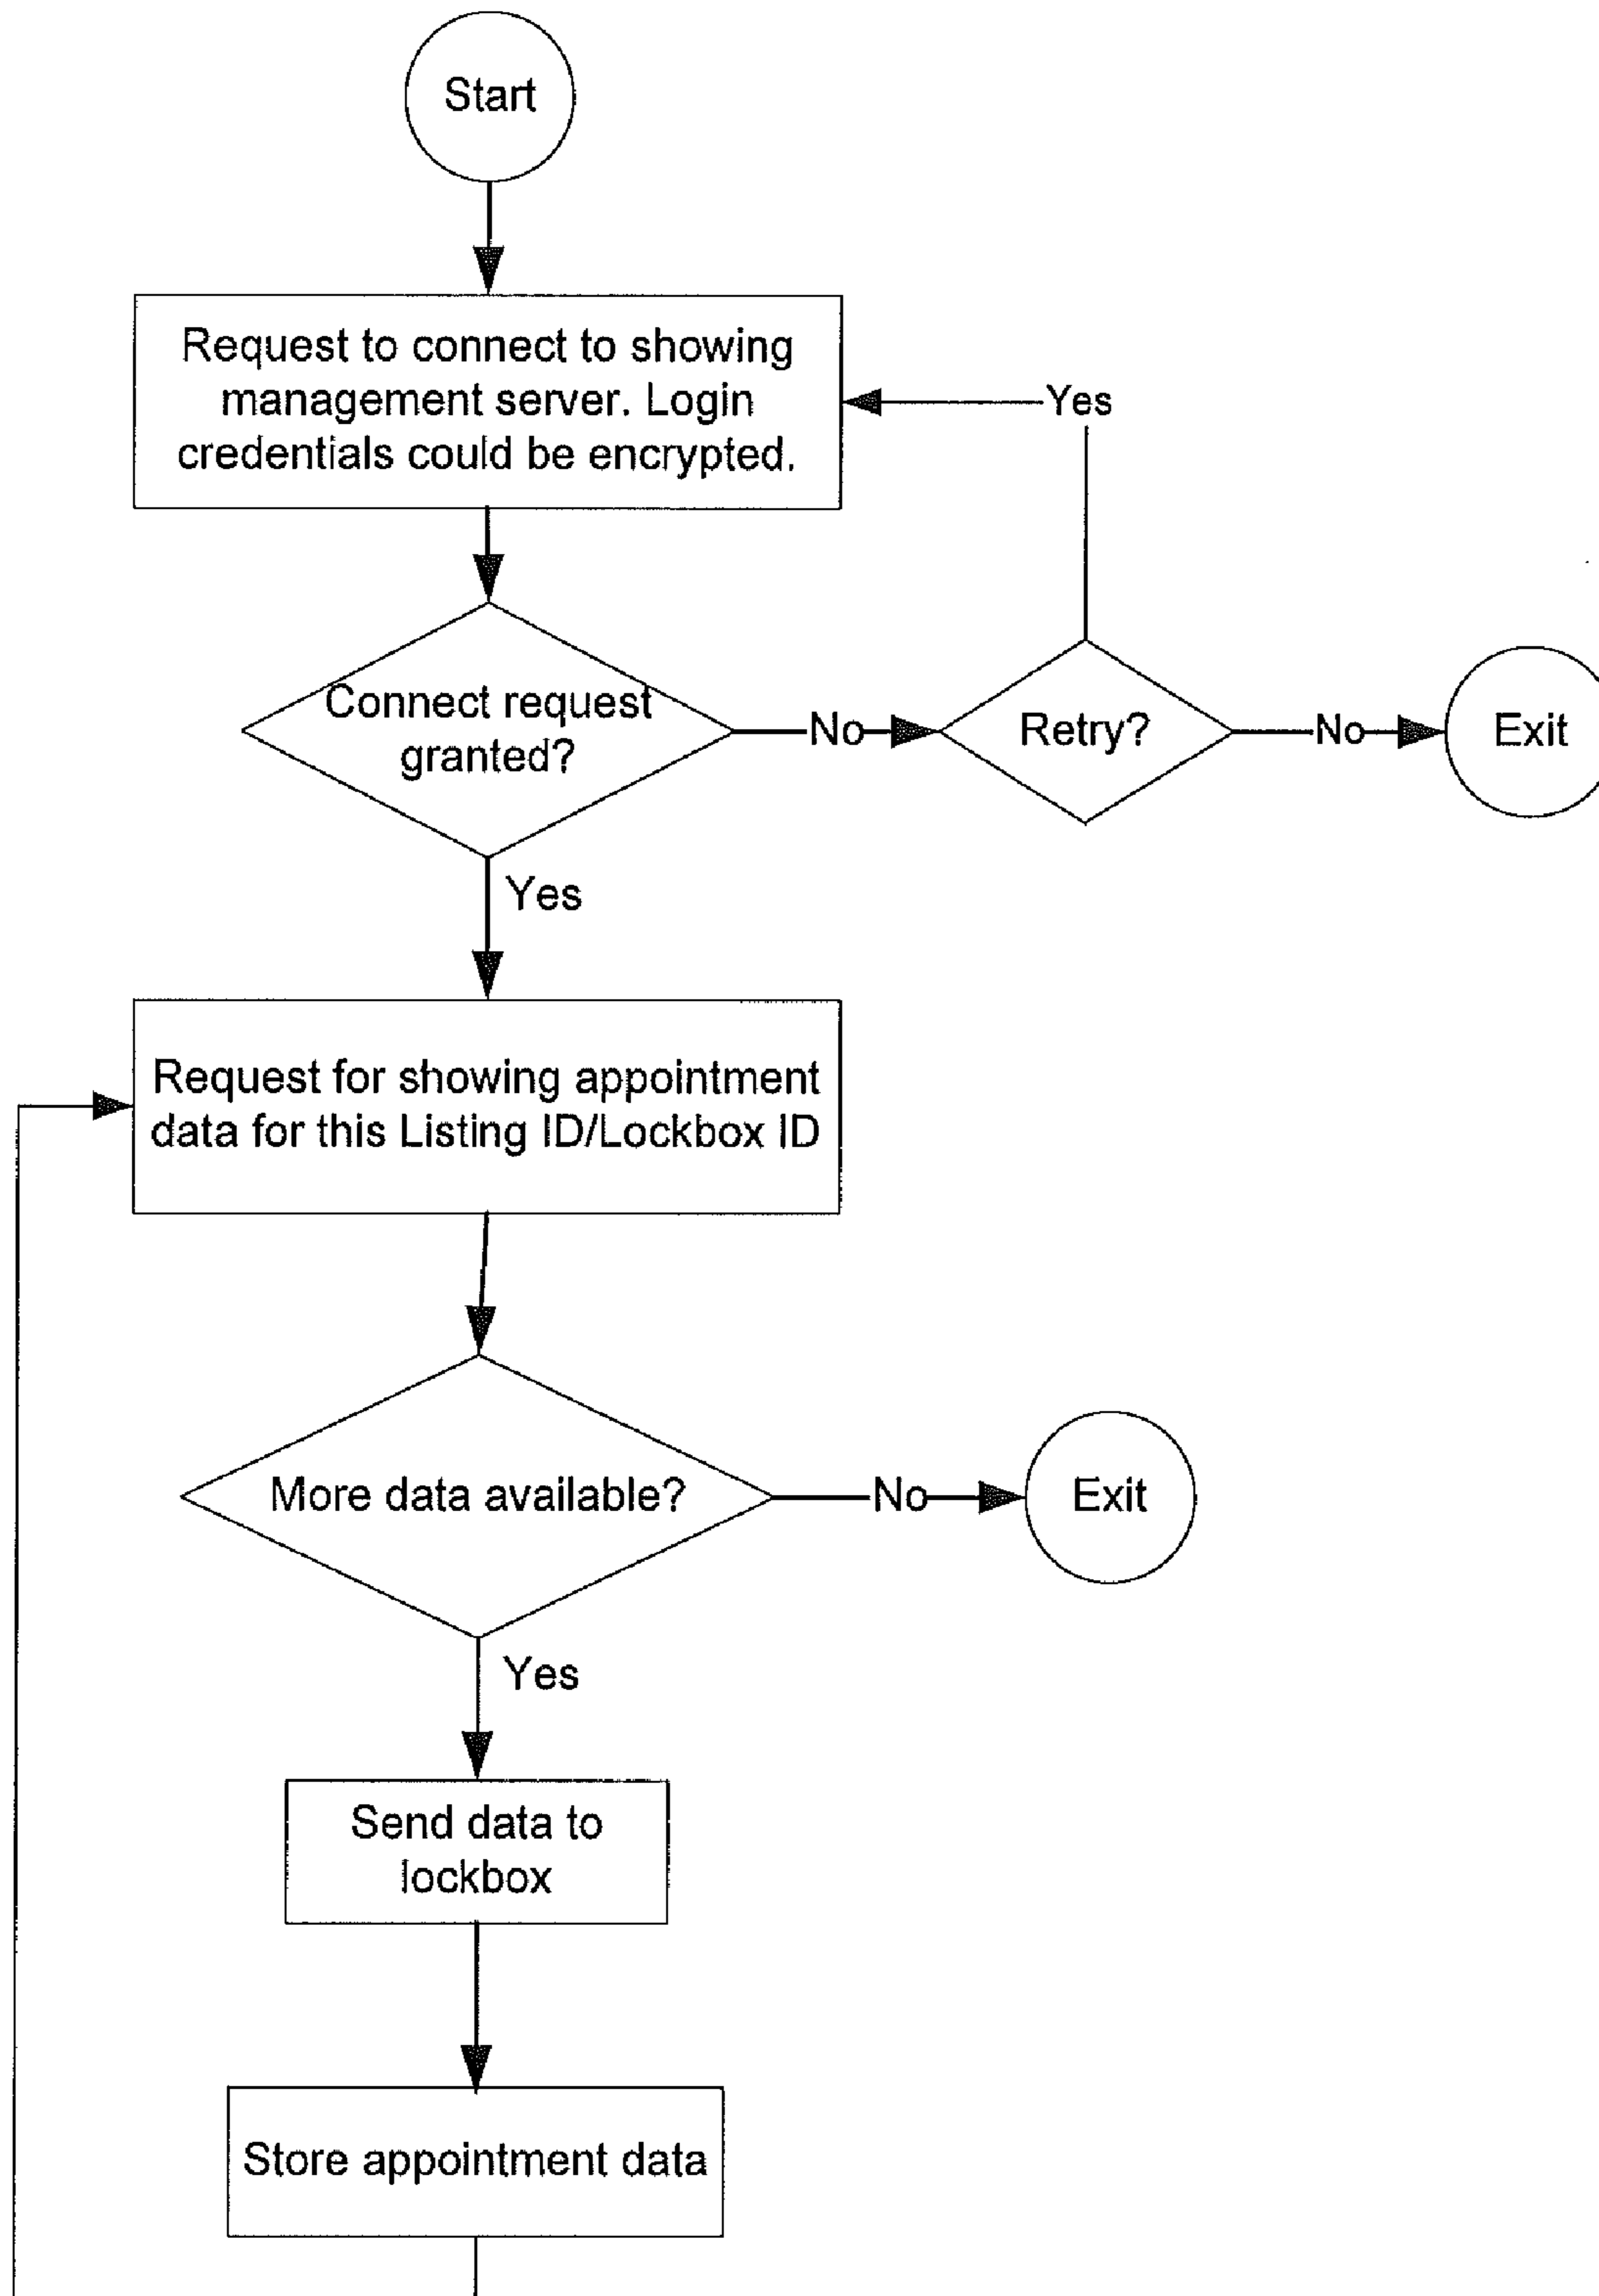 Start
Request to connect to showing
management server. Login
credentials could be encrypted.
Yes
Connect request
granted?
No
Retry?
No
Exit
Yes
Request for showing appointment
data for this Listing ID/Lockbox ID
More data available?
No
Exit
Yes
Send data to
lockbox
Store appointment data